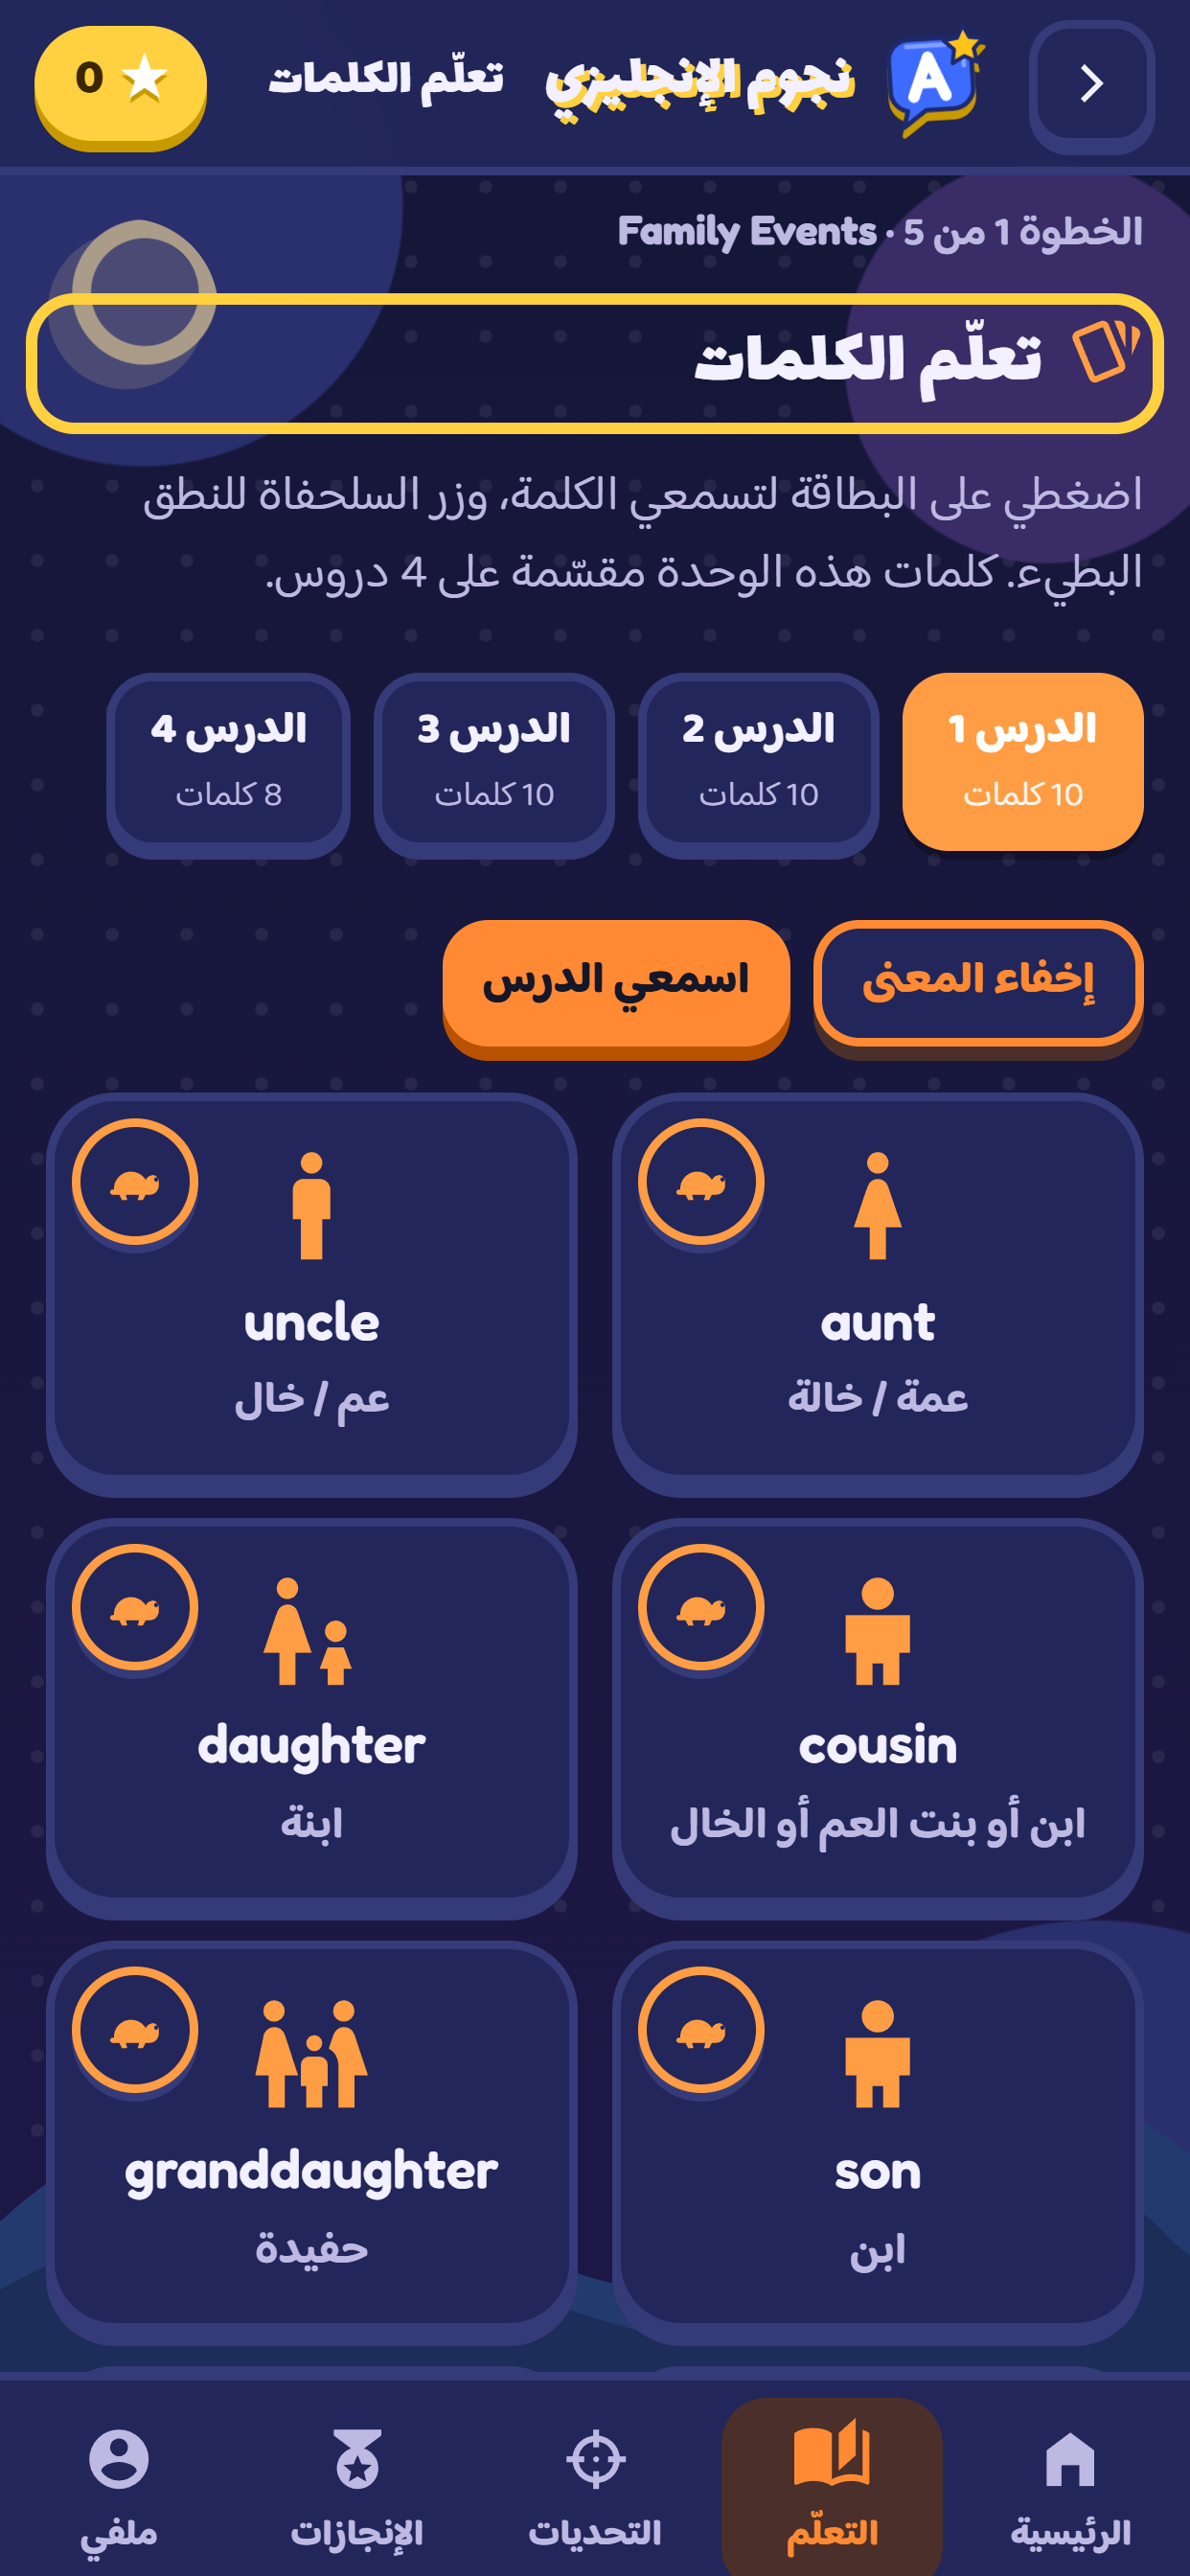 نجوم الإنجليزي
تعلّم الكلمات
0
الخطوة 1 من 5 · Family Events
تعلّم الكلمات
اضغطي على البطاقة لتسمعي الكلمة، وزر السلحفاة للنطق
البطيء. كلمات هذه الوحدة مقسّمة على 4 دروس.
الدرس 1
10 كلمات
الدرس 2
10 كلمات
الدرس 3
10 كلمات
الدرس 4
8 كلمات
إخفاء المعنى
اسمعي الدرس
aunt
عمة / خالة
uncle
عم / خال
cousin
ابن أو بنت العم أو الخال
daughter
ابنة
son
ابن
granddaughter
حفيدة
الرئيسية
التعلّم
التحديات
الإنجازات
ملفي